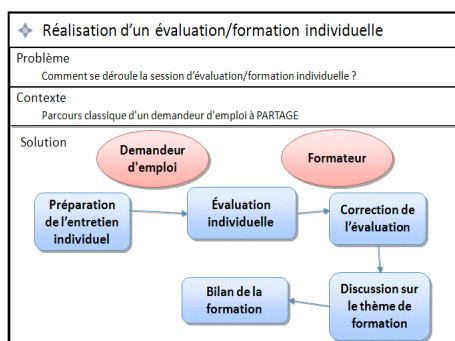 Réalisation d'un évaluation/formation individuelle
Problème
Comment se déroule la session d'évaluation/formation individuelle ?
Contexte
Parcours classique d'un demandeur d'emploi à PARTAGE
Solution
Demandeur
d'emploi
Formateur
Préparation
de l'entretien
individuel
Évaluation
individuelle
Correction de
l'évaluation
Bilan de la
formation
Discussion sur
le thème de
formation